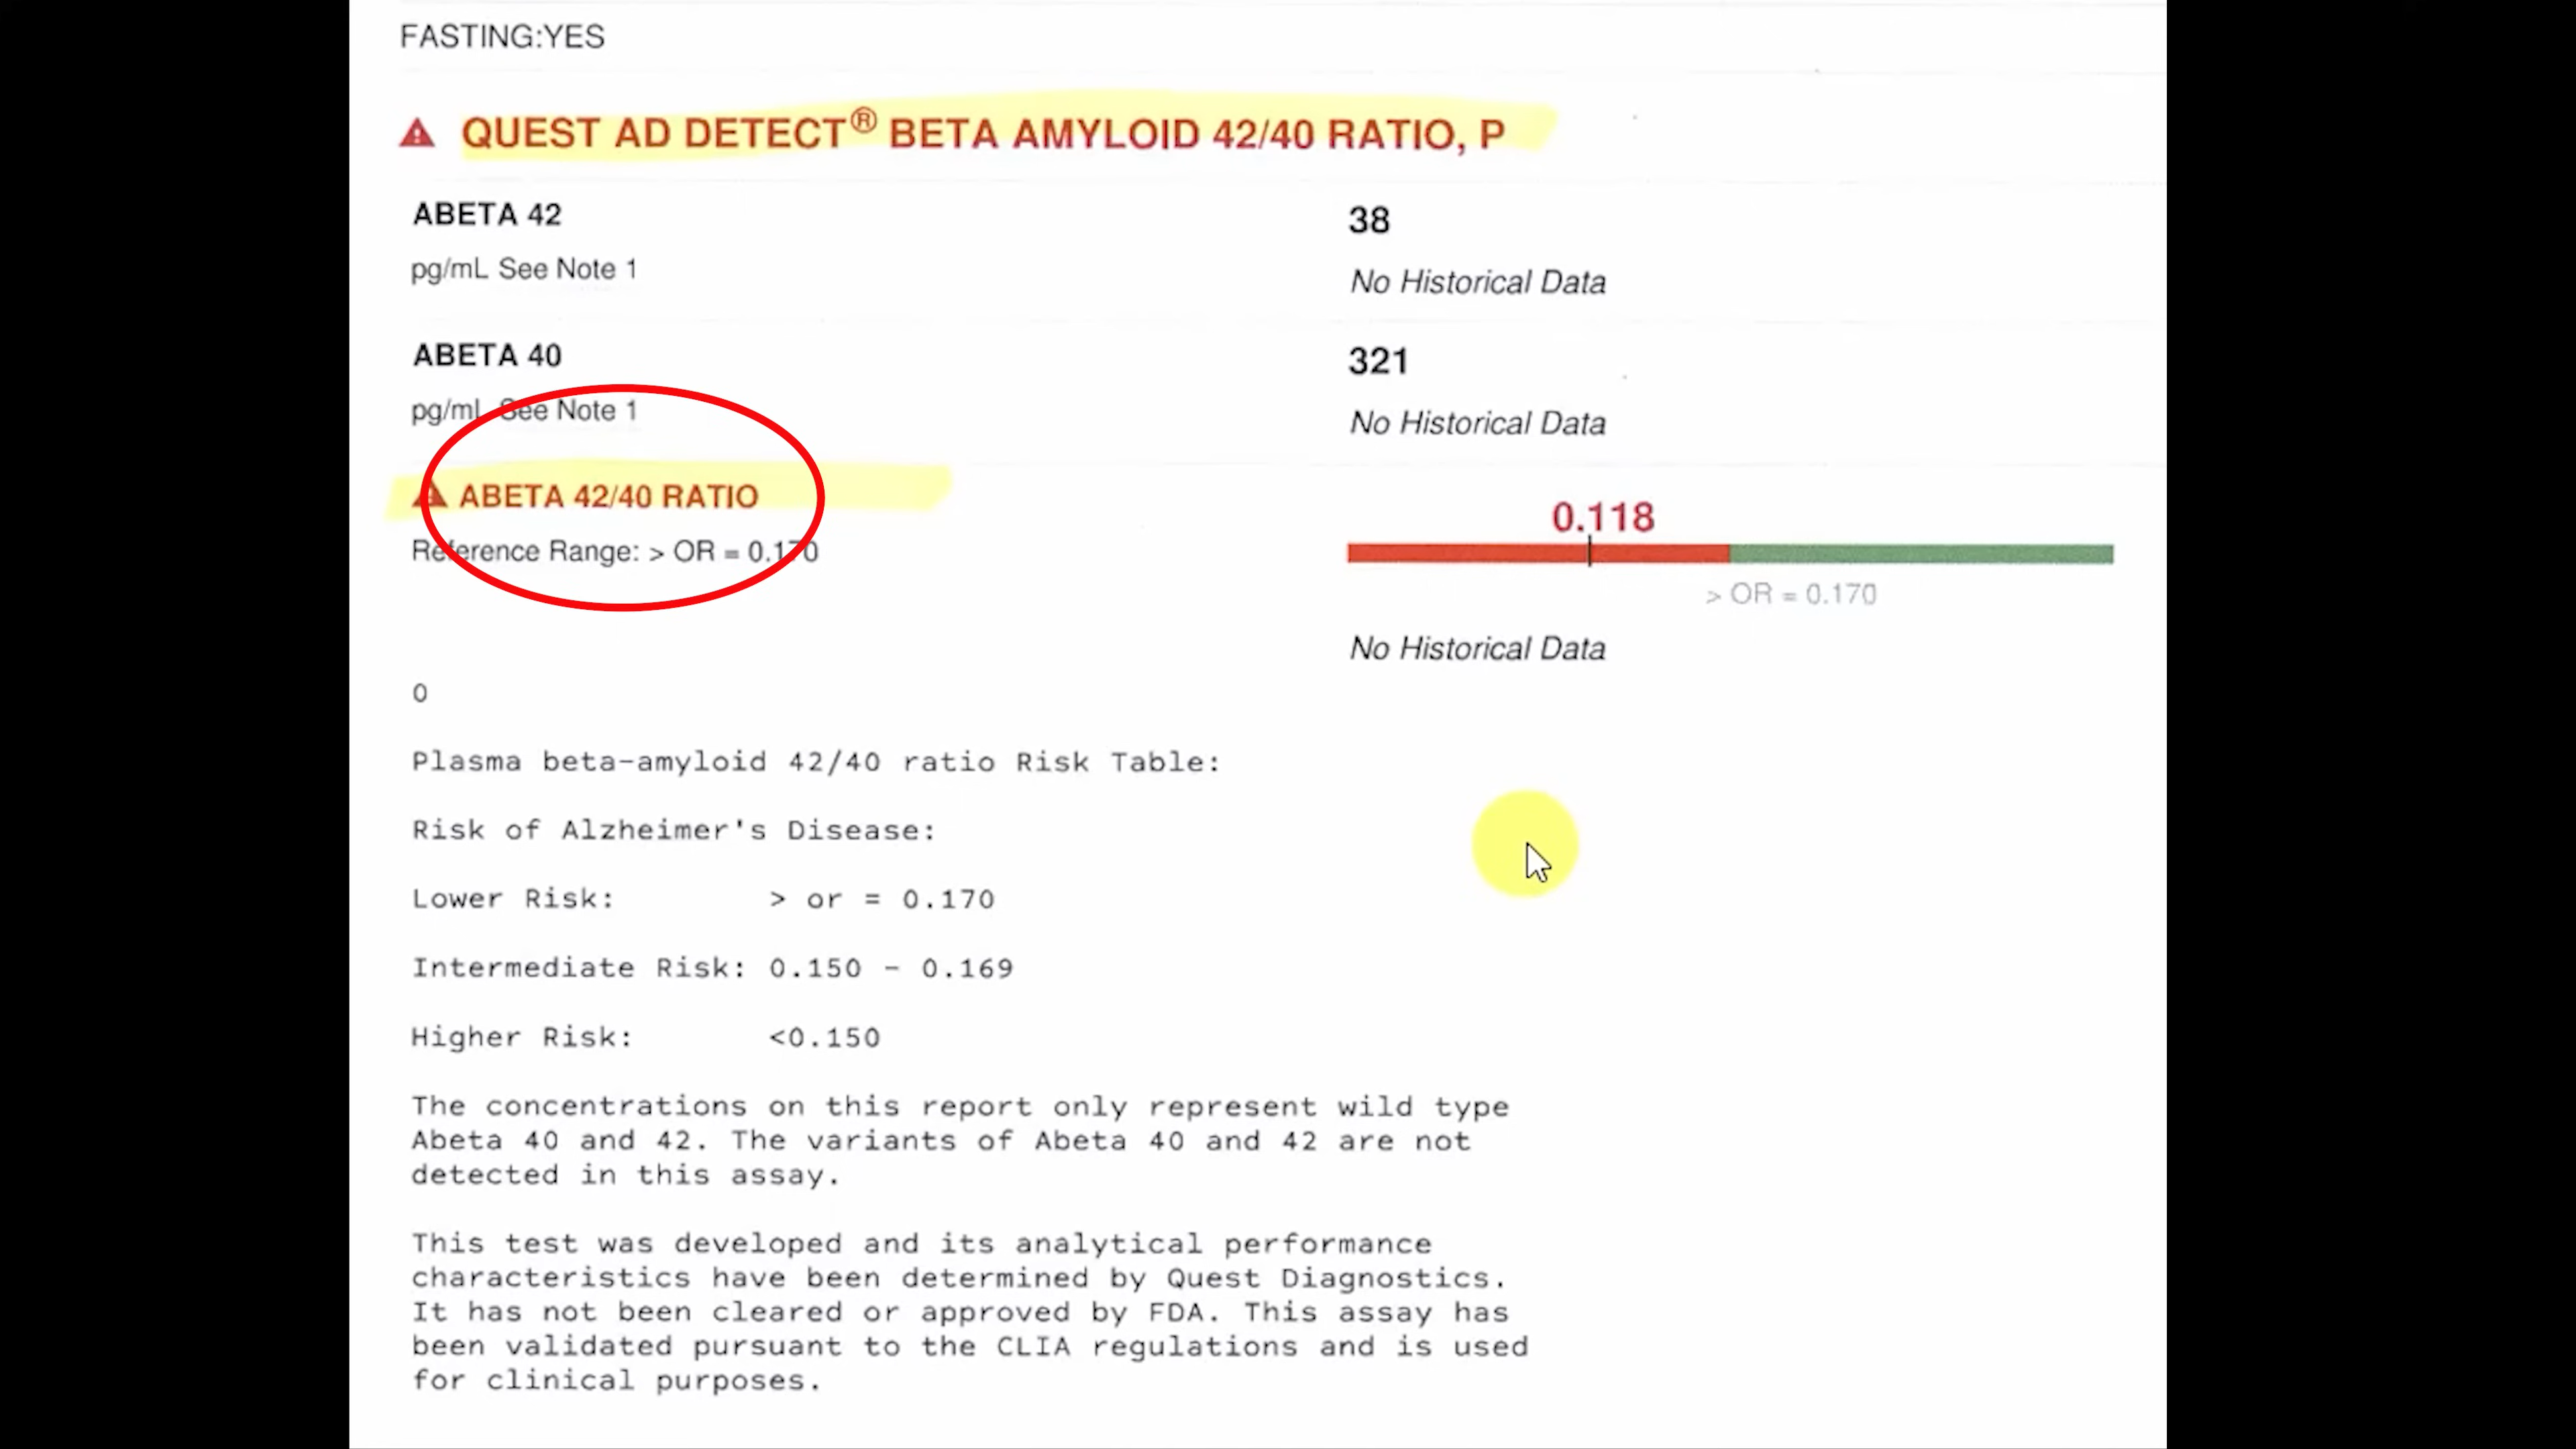 FASTING:YES
QUEST AD DETECT® BETA AMYLOID 42/40 RATIO, P
ABETA 42
38
pg/mL See Note 1
No Historical Data
ABETA 40
321
pg/mL See Note 1
No Historical Data
ABETA 42/40 RATIO
0.118
Reference Range: > OR = 0.170
> OR = 0.170
No Historical Data
0
Plasma beta-amyloid 42/40 ratio Risk Table:
Risk of Alzheimer's Disease:
Lower Risk: > or = 0.170
Intermediate Risk: 0.150 - 0.169
Higher Risk: <0.150
The concentrations on this report only represent wild type
Abeta 40 and 42. The variants of Abeta 40 and 42 are not
detected in this assay.
This test was developed and its analytical performance
characteristics have been determined by Quest Diagnostics.
It has not been cleared or approved by FDA. This assay has
been validated pursuant to the CLIA regulations and is used
for clinical purposes.